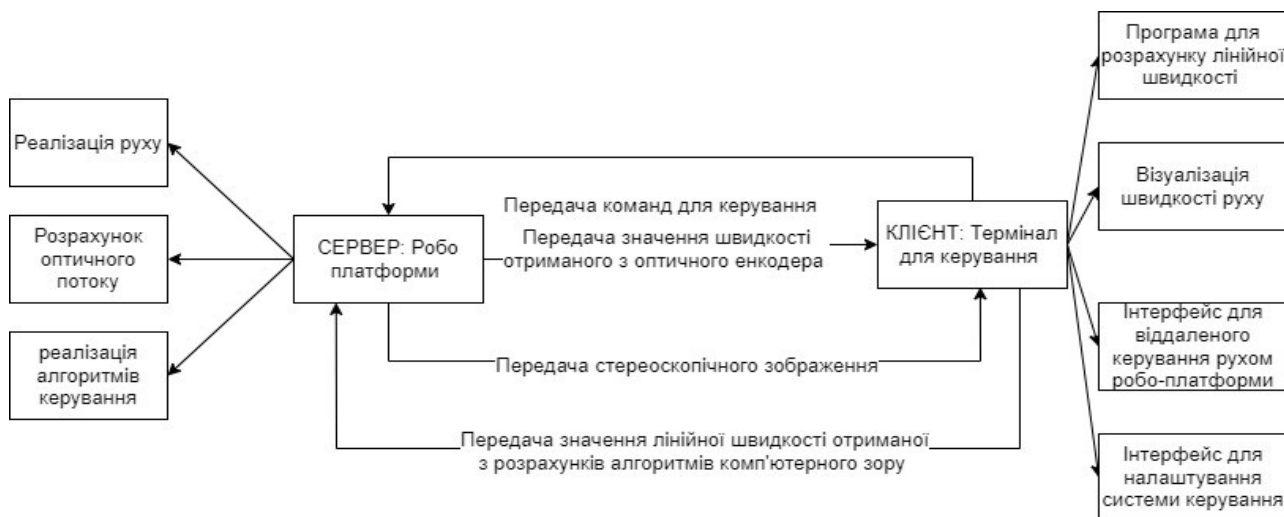 Реалізація руху
Розрахунок
оптичного
потоку
реалізація
алгоритмів
керування
СЕРВЕР: Робо
платформи
Передача команд для керування
Передача значення швидкості
отриманого з оптичного енкодера
Передача стереоскопічного зображення
Передача значення лінійної швидкості отриманої
з розрахунків алгоритмів комп'ютерного зору
КЛІЄНТ: Термінал
для керування
Програма для
розрахунку лінійної
швидкості
Візуалізація
швидкості руху
Інтерфейс для
віддаленого
керування рухом
робо-платформи
Інтерфейс для
налаштування
системи керування